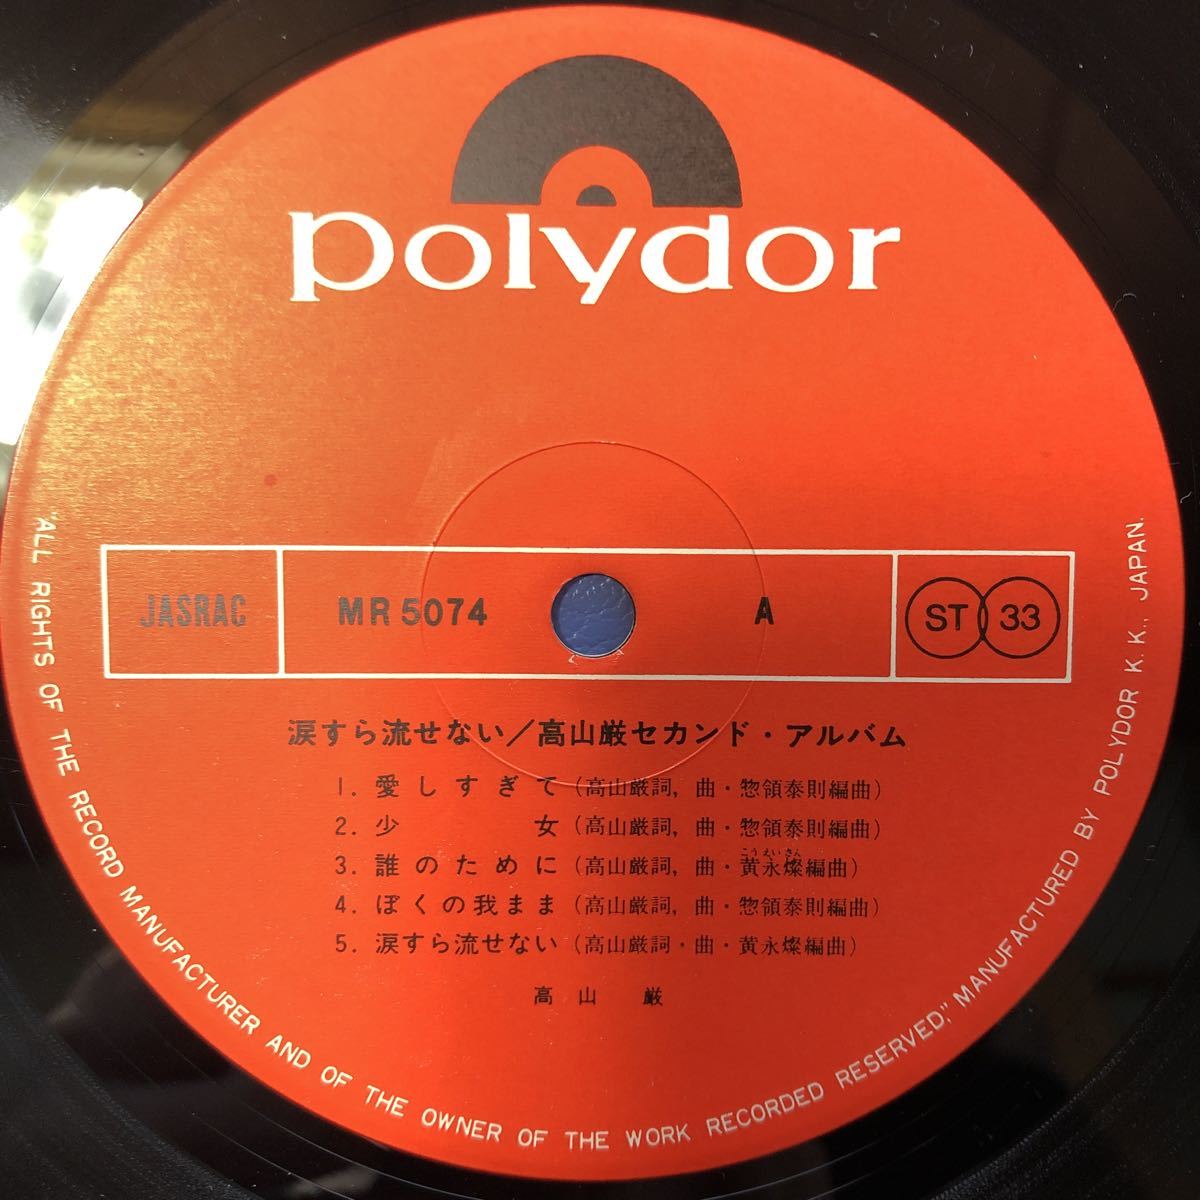 polydor
JASRAC MR 5074 A ST 33
涙すら流せない/高山厳セカンド・アルバム
1. 愛しすぎて(高山厳詞,曲・惣領泰則編曲)
2. 少女(高山厳詞,曲・惣領泰則編曲)
こうえいさん
3. 誰のために(高山厳詞,曲・黄永燦編曲)
4. ぼくの我まま(高山厳詞,曲・惣領泰則編曲)
5. 涙すら流せない(高山厳詞・曲・黄永燦編曲)
高山 厳
"ALL RIGHTS OF THE RECORD MANUFACTURER AND OF THE OWNER OF THE WORK RECORDED RESERVED," MANUFACTURED BY POLYDOR K. K., JAPAN.